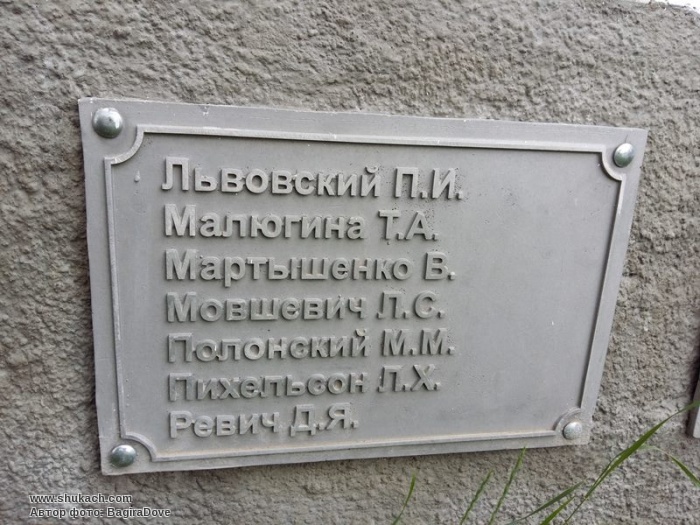 Львовский П.И.
Малюгина Т.А.
Мартышенко В.
Мовшевич Л.С.
Полонский М.М.
Пихельсон Л.Х.
Ревич Д.Я.
www.shukach.com
Автор фото: BagiraDove